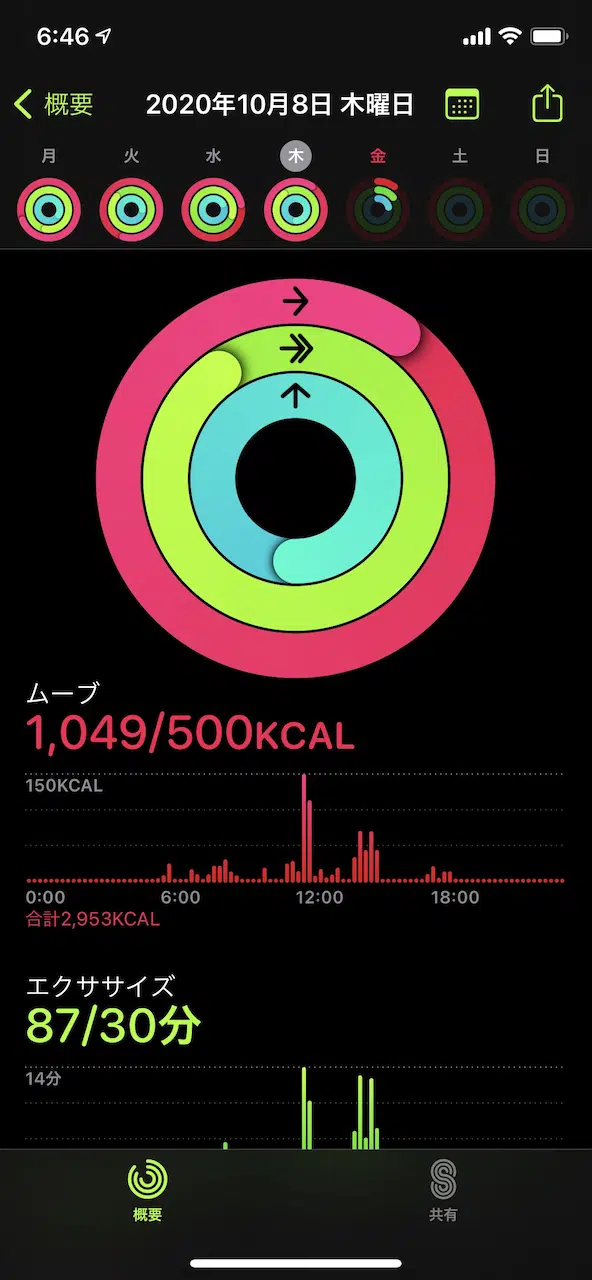 6:46
概要 2020年10月8日 木曜日
月 火 水 木 金 土 日
ムーブ
1,049/500KCAL
150KCAL
0:00 6:00 12:00 18:00
合計2,953KCAL
エクササイズ
87/30分
14分
概要 共有